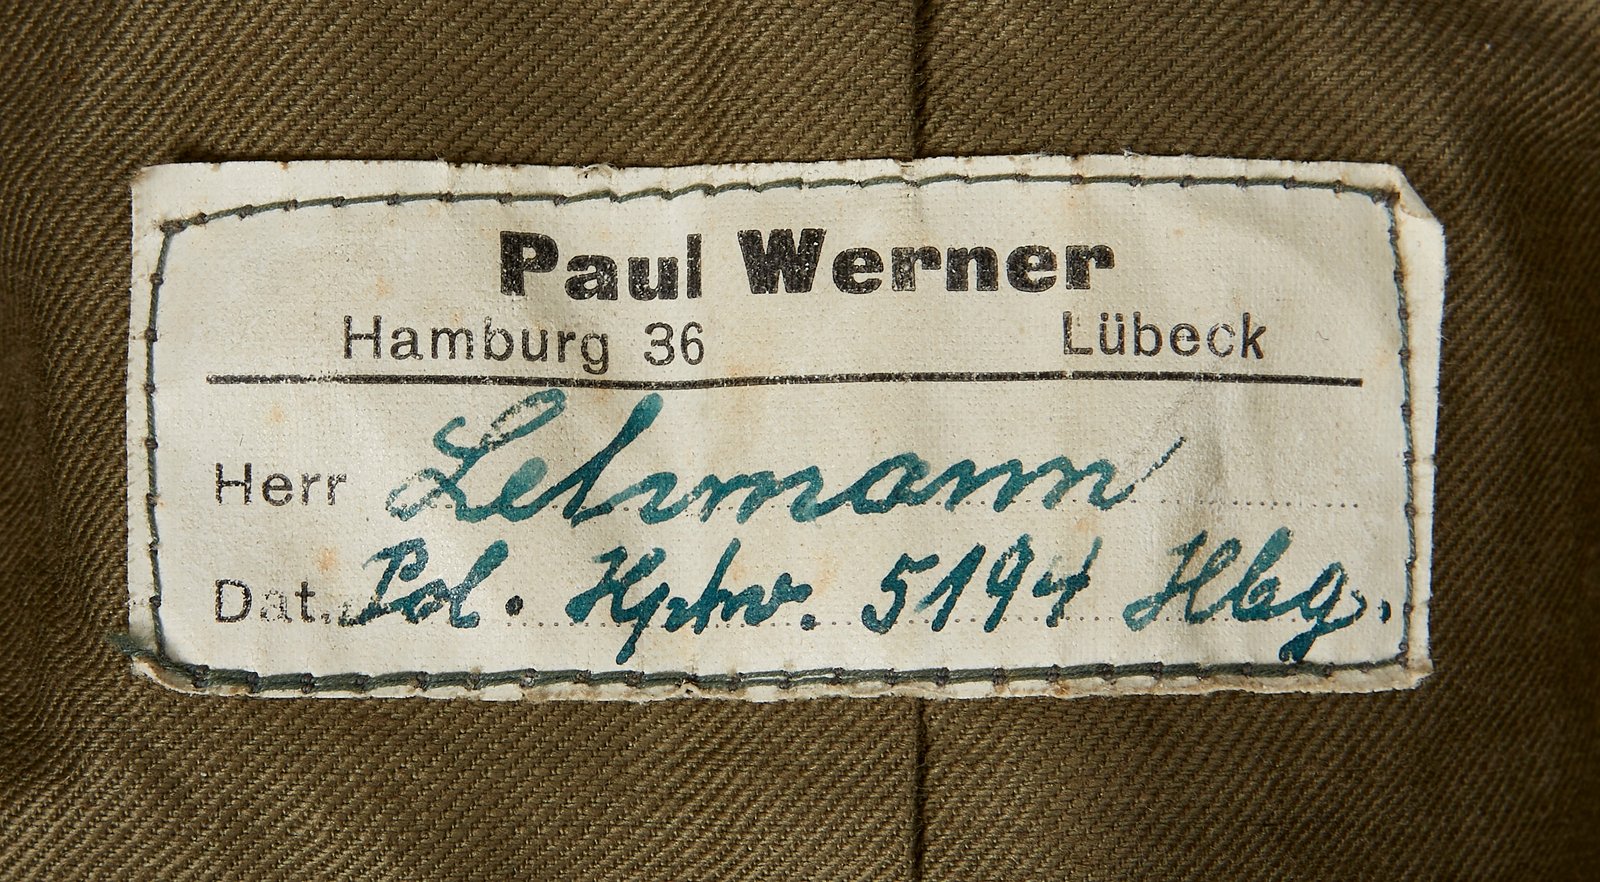 Paul Werner
Hamburg 36 Lübeck
Herr Lehmann
Dat. Pol. Hptw. 5194 Hbg.